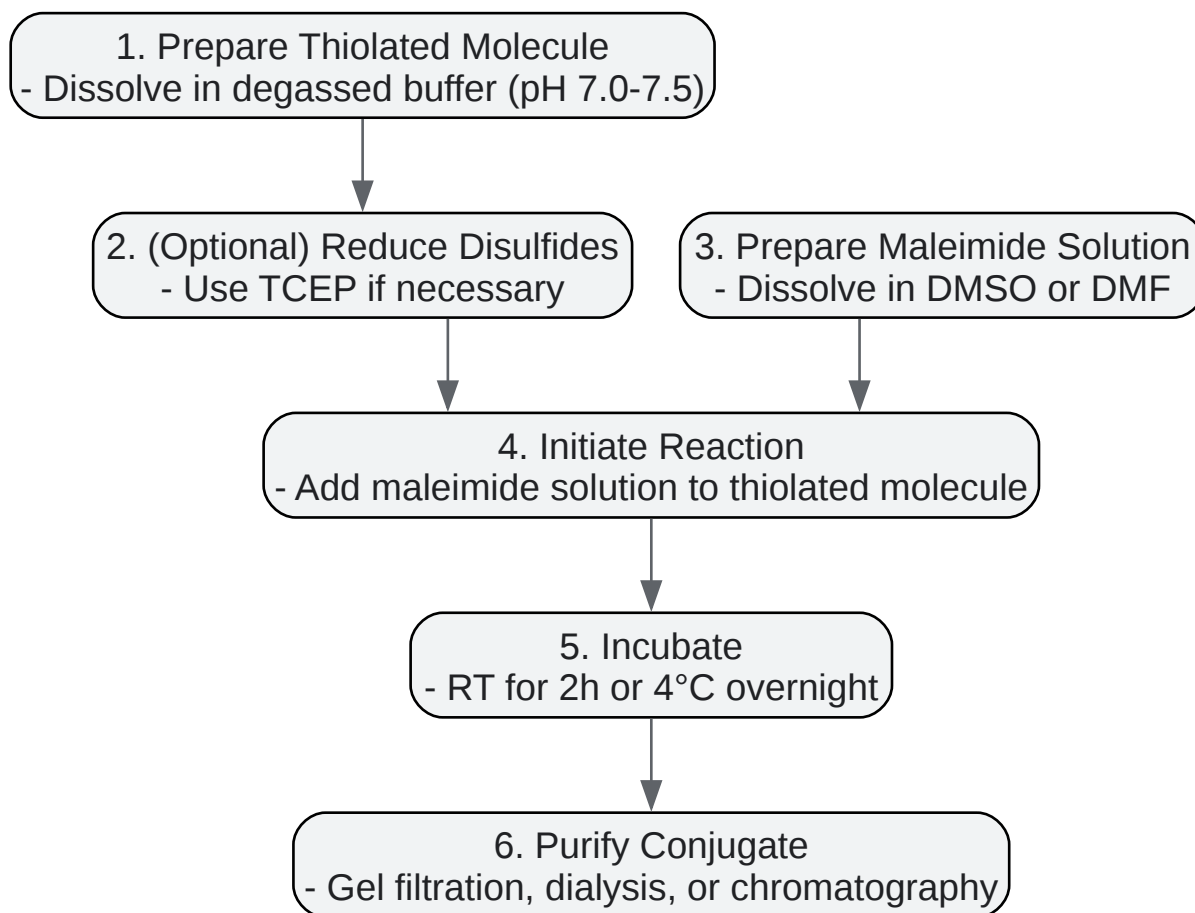 1. Prepare Thiolated Molecule
- Dissolve in degassed buffer (pH 7.0-7.5)
2. (Optional) Reduce Disulfides
- Use TCEP if necessary
3. Prepare Maleimide Solution
- Dissolve in DMSO or DMF
4. Initiate Reaction
- Add maleimide solution to thiolated molecule
5. Incubate
- RT for 2h or 4°C overnight
6. Purify Conjugate
- Gel filtration, dialysis, or chromatography